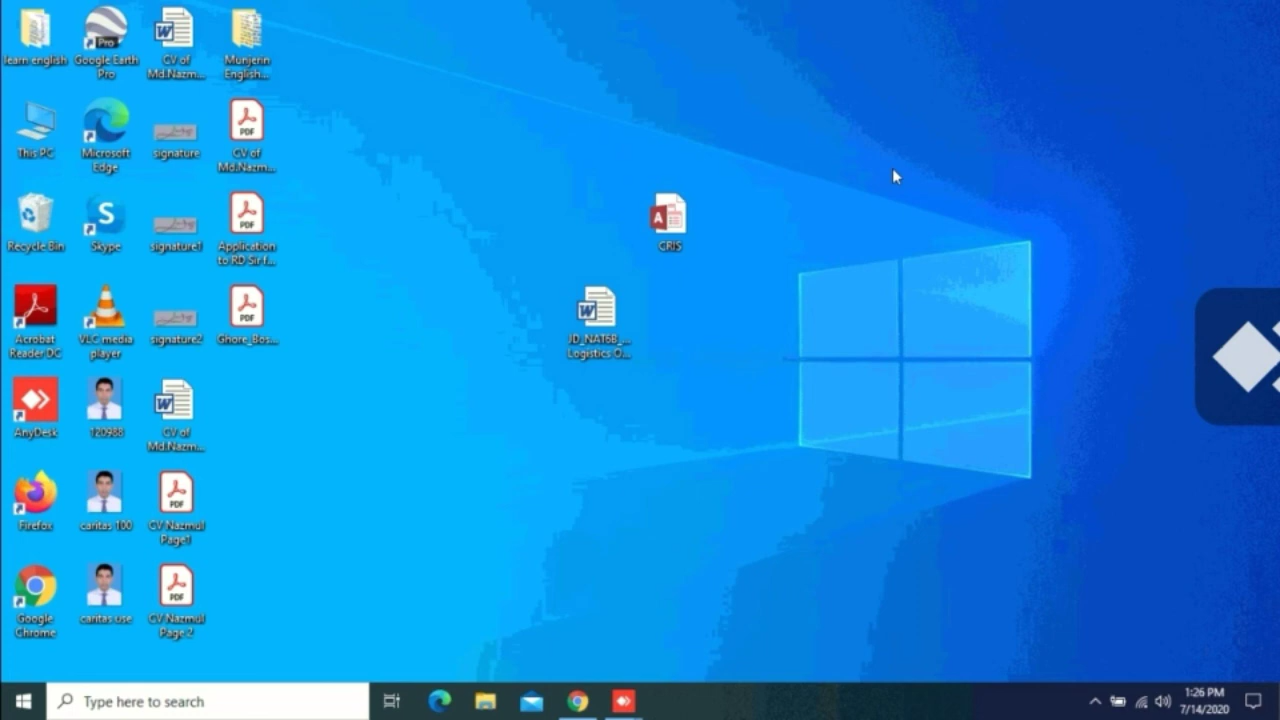 learn english
Google Earth
Pro
CV of
Md.Nazm...
Munjerin
English...
This PC
Microsoft
Edge
signature
CV of
Md.Nazm...
Recycle Bin
Skype
signature1
Application
to RD Sir f...
CRIS
Acrobat
Reader DC
VLC media
player
signature2
Ghore_Bos...
JD_NAT6B_...
Logistics O...
AnyDesk
120988
CV of
Md.Nazm...
Firefox
caritas 100
CV Nazmul
Page1
Google
Chrome
caritas use
CV Nazmul
Page 2
Type here to search
1:26 PM
7/14/2020